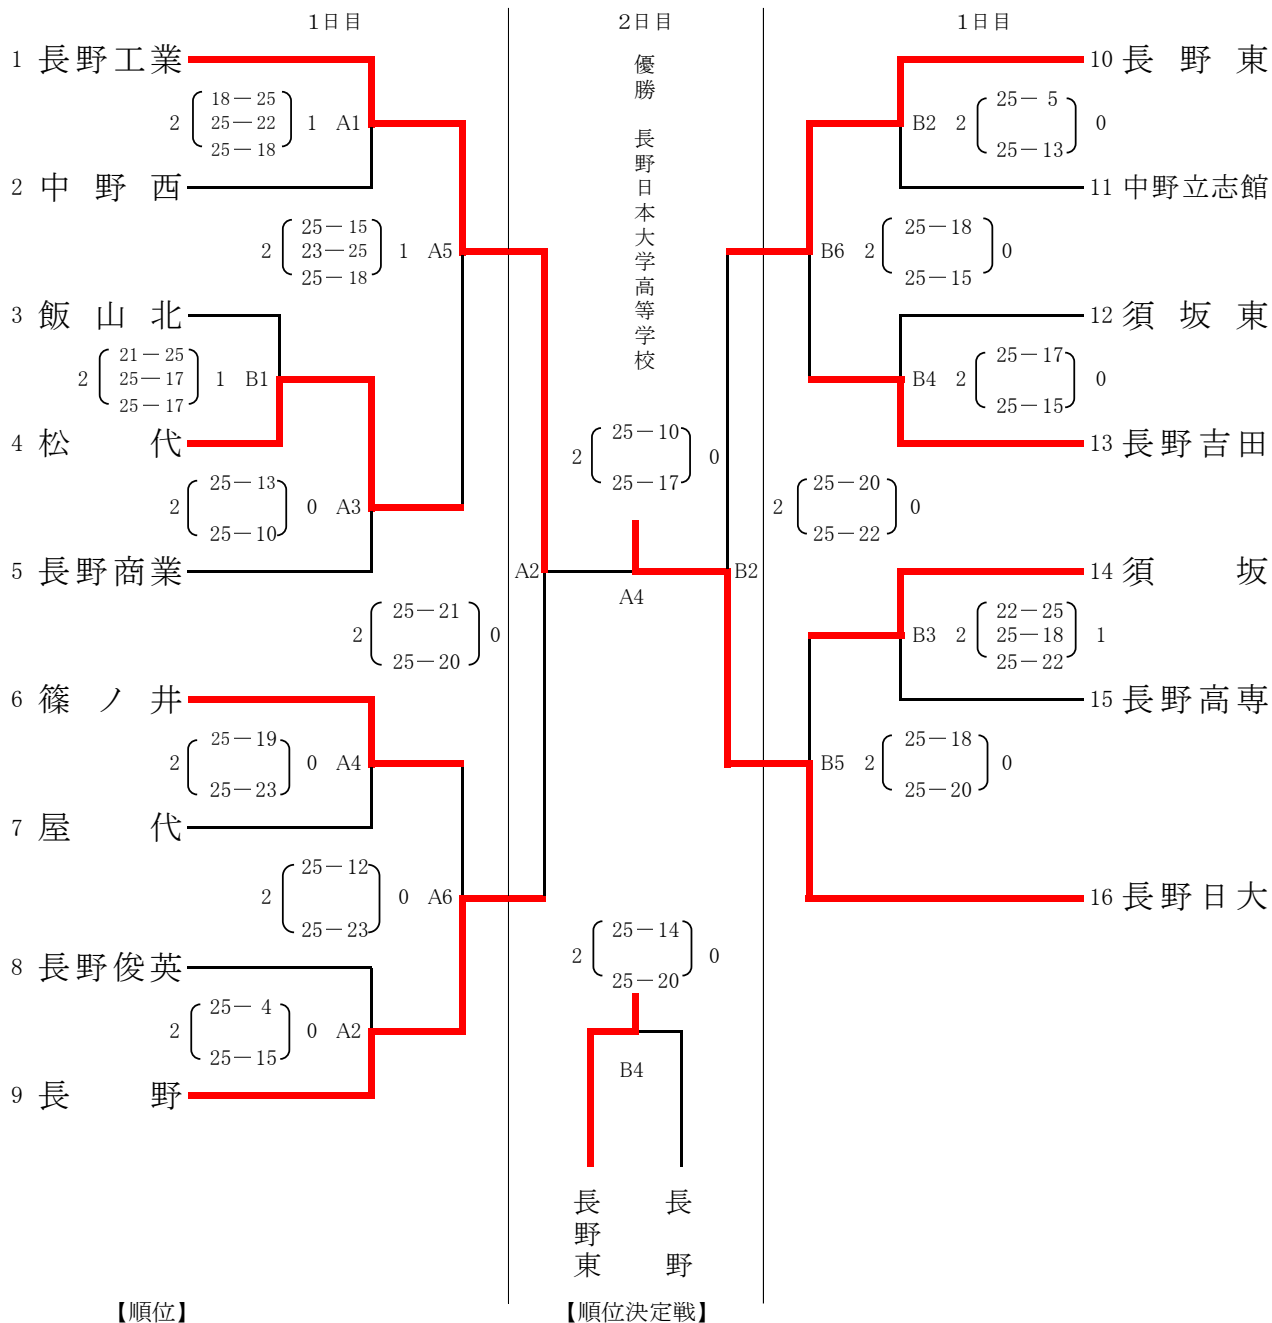 1日目
2日目
1日目
優勝 長野日本大学高等学校
1 長野工業
2 18－25 25－22 25－18 1 A1
2 中野西
2 25－15 23－25 25－18 1 A5
3 飯山北
2 21－25 25－17 25－17 1 B1
4 松代
2 25－13 25－10 0 A3
5 長野商業
A2
2 25－21 25－20 0
6 篠ノ井
2 25－19 25－23 0 A4
7 屋代
2 25－12 25－23 0 A6
8 長野俊英
2 25－4 25－15 0 A2
9 長野
2 25－10 25－17 0
A4
2 25－14 25－20 0
B4
長野東
長野
10 長野東
B2 2 25－5 25－13 0
11 中野立志館
B6 2 25－18 25－15 0
12 須坂東
B4 2 25－17 25－15 0
13 長野吉田
2 25－20 25－22 0
B2
14 須坂
B3 2 22－25 25－18 25－22 1
15 長野高専
B5 2 25－18 25－20 0
16 長野日大
【順位】
【順位決定戦】